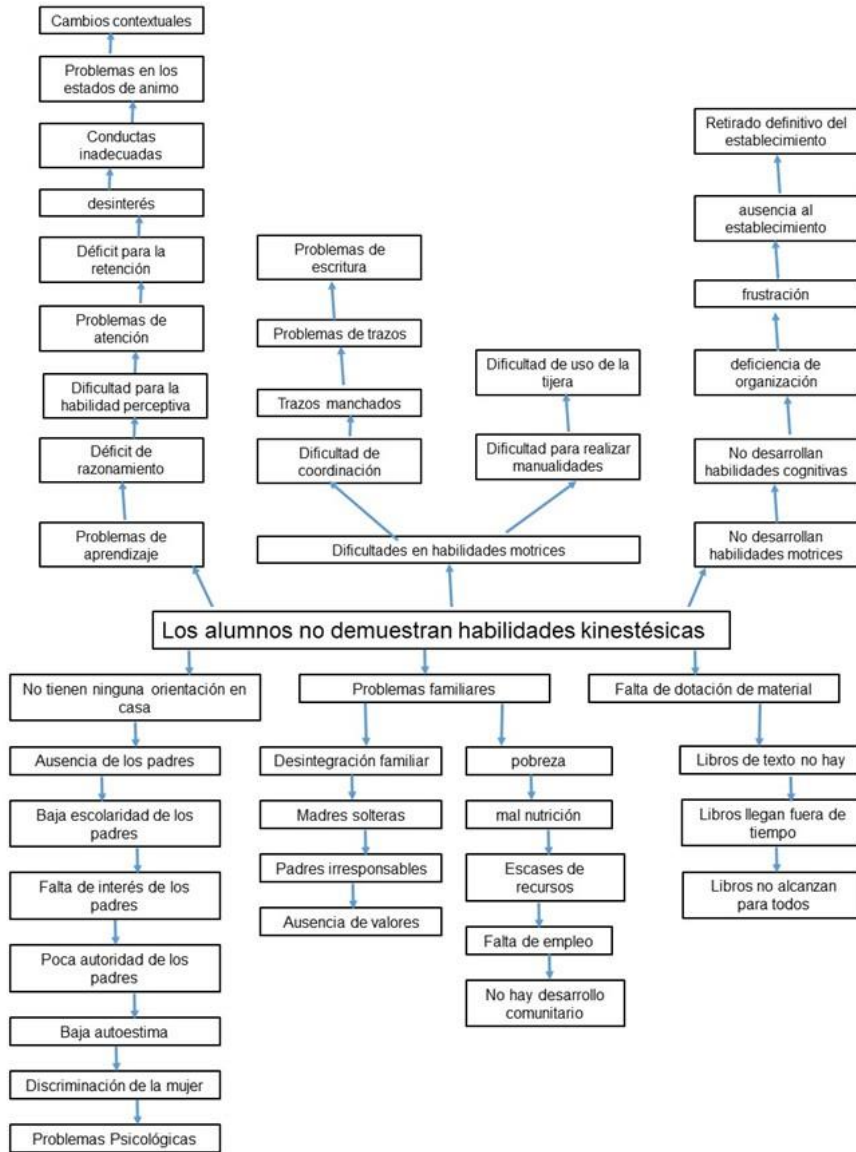 Cambios contextuales
Problemas en los
estados de animo
Conductas
inadecuadas
desinterés
Déficit para la
retención
Problemas de
atención
Dificultad para la
habilidad perceptiva
Déficit de
razonamiento
Problemas de
aprendizaje
Problemas de
escritura
Problemas de trazos
Trazos manchados
Dificultad de
coordinación
Dificultad de uso de la
tijera
Dificultad para realizar
manualidades
Dificultades en habilidades motrices
Retirado definitivo del
establecimiento
ausencia al
establecimiento
frustración
deficiencia de
organización
No desarrollan
habilidades cognitivas
No desarrollan
habilidades motrices
Los alumnos no demuestran habilidades kinestésicas
No tienen ninguna orientación en
casa
Ausencia de los padres
Baja escolaridad de los
padres
Falta de interés de los
padres
Poca autoridad de los
padres
Baja autoestima
Discriminación de la mujer
Problemas Psicológicas
Problemas familiares
Desintegración familiar
Madres solteras
Padres irresponsables
Ausencia de valores
pobreza
mal nutrición
Escases de
recursos
Falta de empleo
No hay desarrollo
comunitario
Falta de dotación de material
Libros de texto no hay
Libros llegan fuera de
tiempo
Libros no alcanzan
para todos